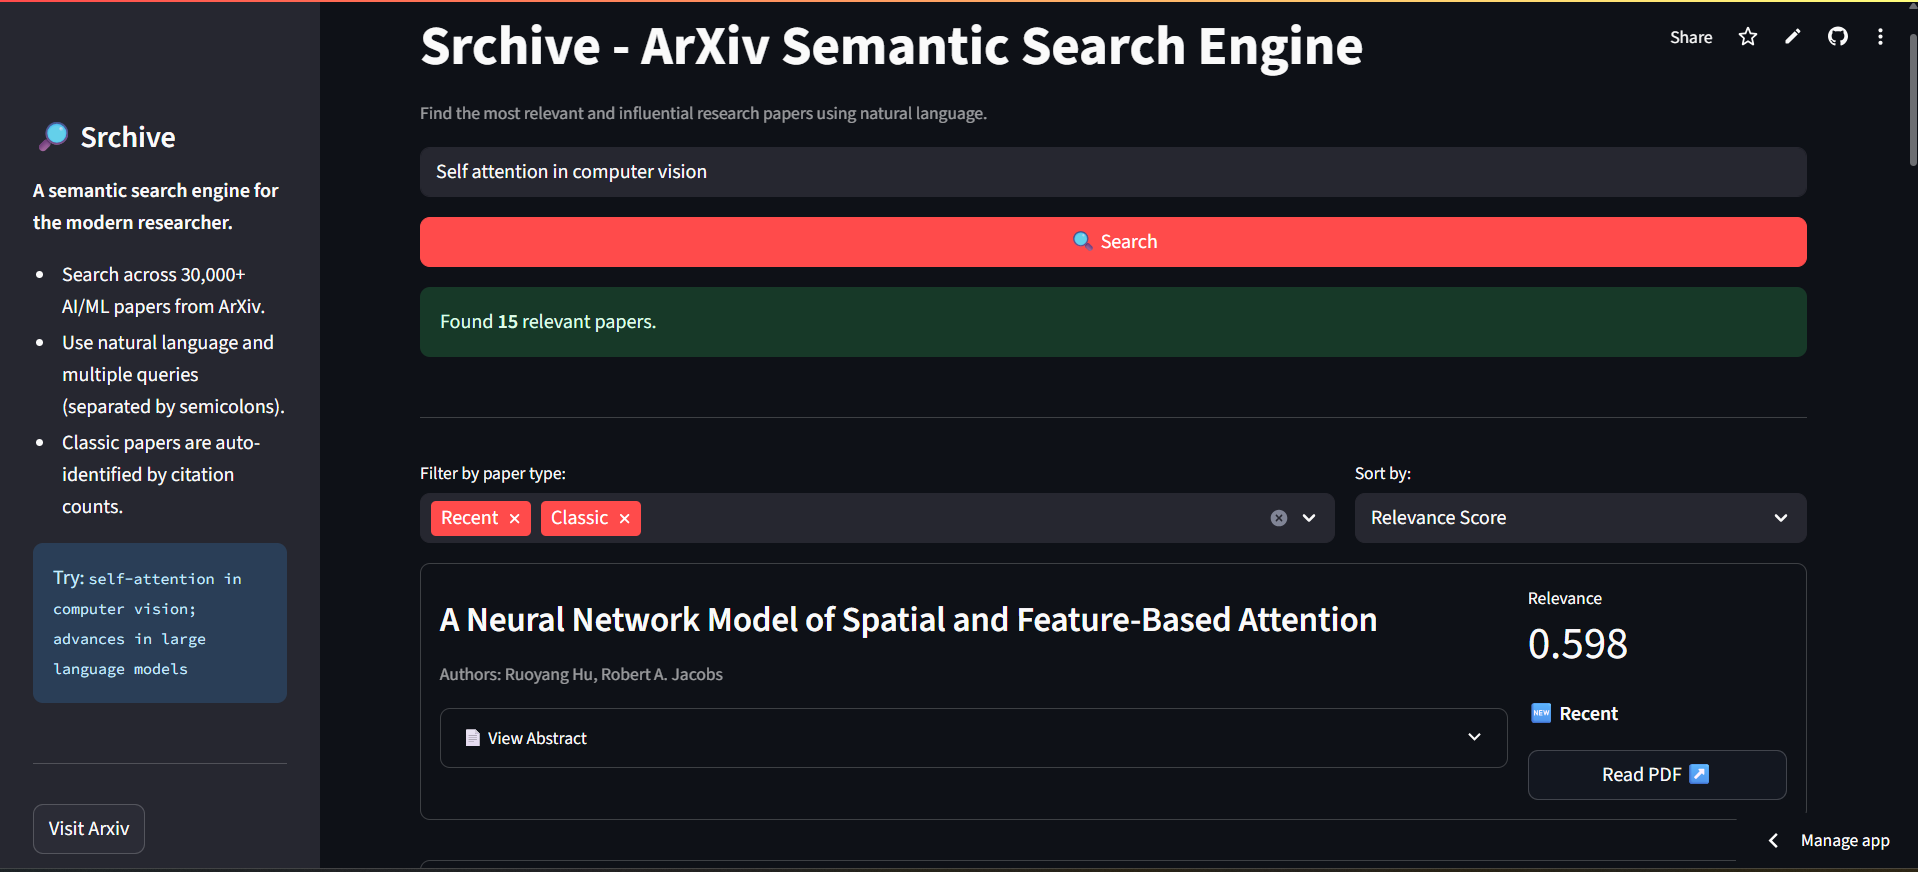 Srchive
A semantic search engine for
the modern researcher.
Search across 30,000+
AI/ML papers from ArXiv.
Use natural language and
multiple queries
(separated by semicolons).
Classic papers are auto-
identified by citation
counts.
Try: self-attention in
computer vision;
advances in large
language models
Visit Arxiv
Share
Srchive - ArXiv Semantic Search Engine
Find the most relevant and influential research papers using natural language.
Self attention in computer vision
Search
Found 15 relevant papers.
Filter by paper type:
Recent
Classic
Sort by:
Relevance Score
A Neural Network Model of Spatial and Feature-Based Attention
Authors: Ruoyang Hu, Robert A. Jacobs
View Abstract
Relevance
0.598
NEW Recent
Read PDF
Manage app